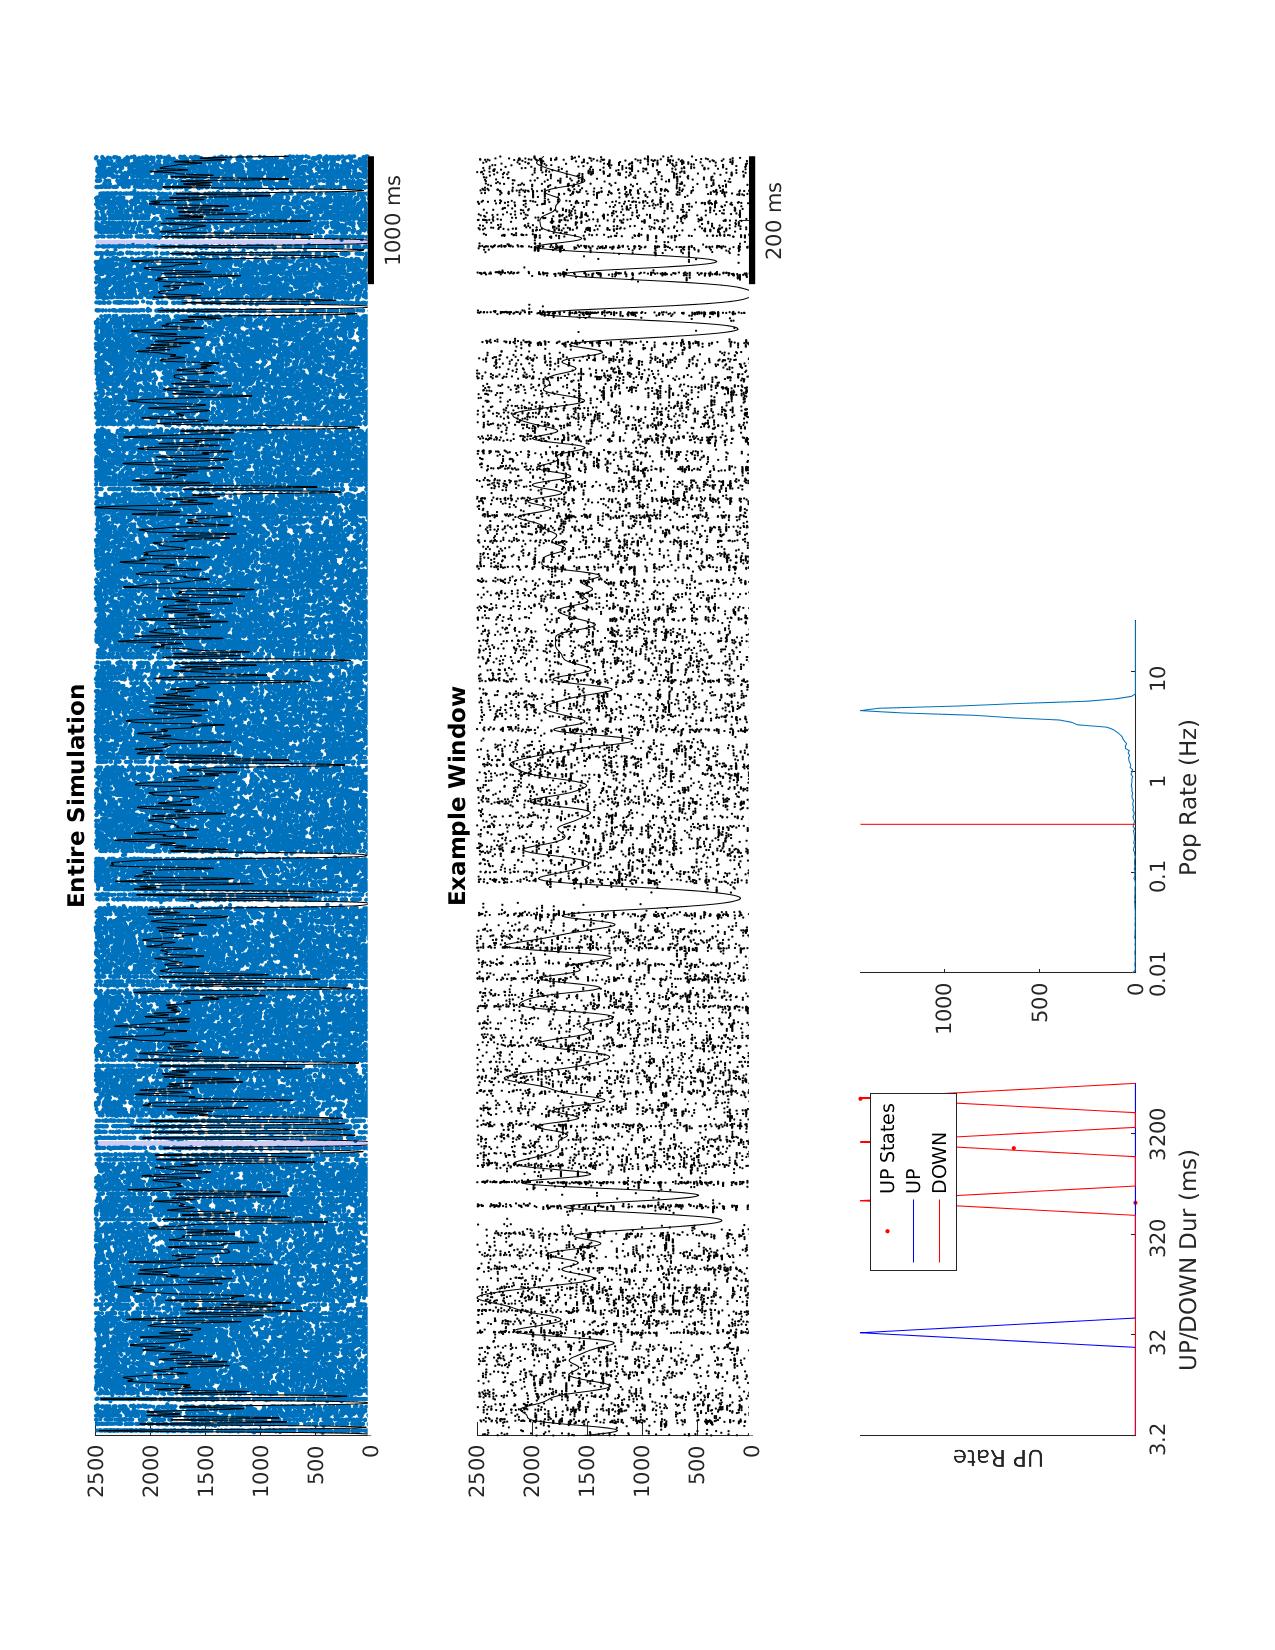 Entire Simulation
2500
2000
1500
1000
500
0
1000 ms
Example Window
2500
2000
1500
1000
500
0
200 ms
UP Rate
UP States
UP
DOWN
3.2
32
320
3200
UP/DOWN Dur (ms)
1000
500
0
0.01
0.1
1
10
Pop Rate (Hz)